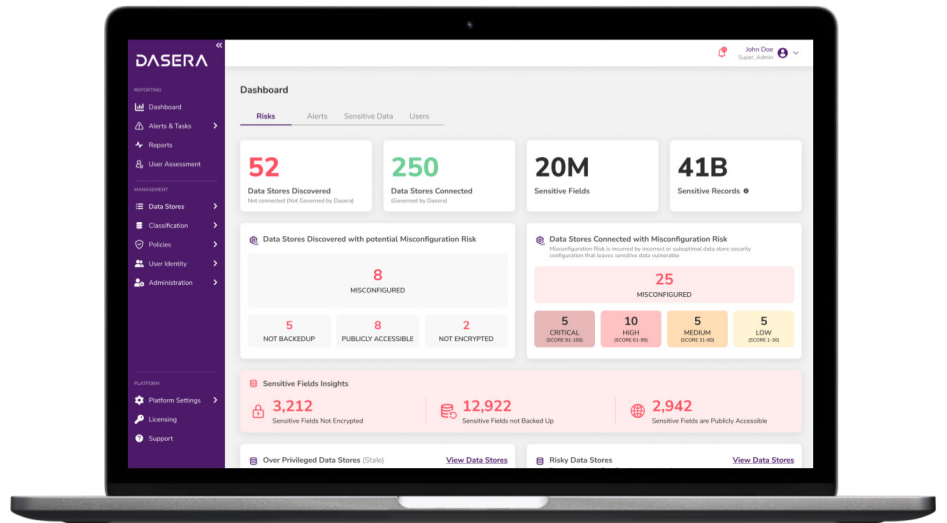 DASERA
«
John Doe
Super_Admin
REPORTING
Dashboard
Alerts & Tasks
Reports
User Assessment
MANAGEMENT
Data Stores
Classification
Policies
User Identity
Administration
PLATFORM
Platform Settings
Licensing
Support
Dashboard
Risks Alerts Sensitive Data Users
52
Data Stores Discovered
Not connected (Not Governed by Dasera)
250
Data Stores Connected
(Governed by Dasera)
20M
Sensitive Fields
41B
Sensitive Records
Data Stores Discovered with potential Misconfiguration Risk
8
MISCONFIGURED
5
NOT BACKEDUP
8
PUBLICLY ACCESSIBLE
2
NOT ENCRYPTED
Data Stores Connected with Misconfiguration Risk
Misconfiguration Risk is incurred by incorrect or suboptimal data store security
configuration that leaves sensitive data vulnerable
25
MISCONFIGURED
5
CRITICAL
(SCORE 91-100)
10
HIGH
(SCORE 61-90)
5
MEDIUM
(SCORE 31-60)
5
LOW
(SCORE 1-30)
Sensitive Fields Insights
3,212
Sensitive Fields Not Encrypted
12,922
Sensitive Fields not Backed Up
2,942
Sensitive Fields are Publicly Accessible
Over Privileged Data Stores (Stale) View Data Stores
Risky Data Stores View Data Stores